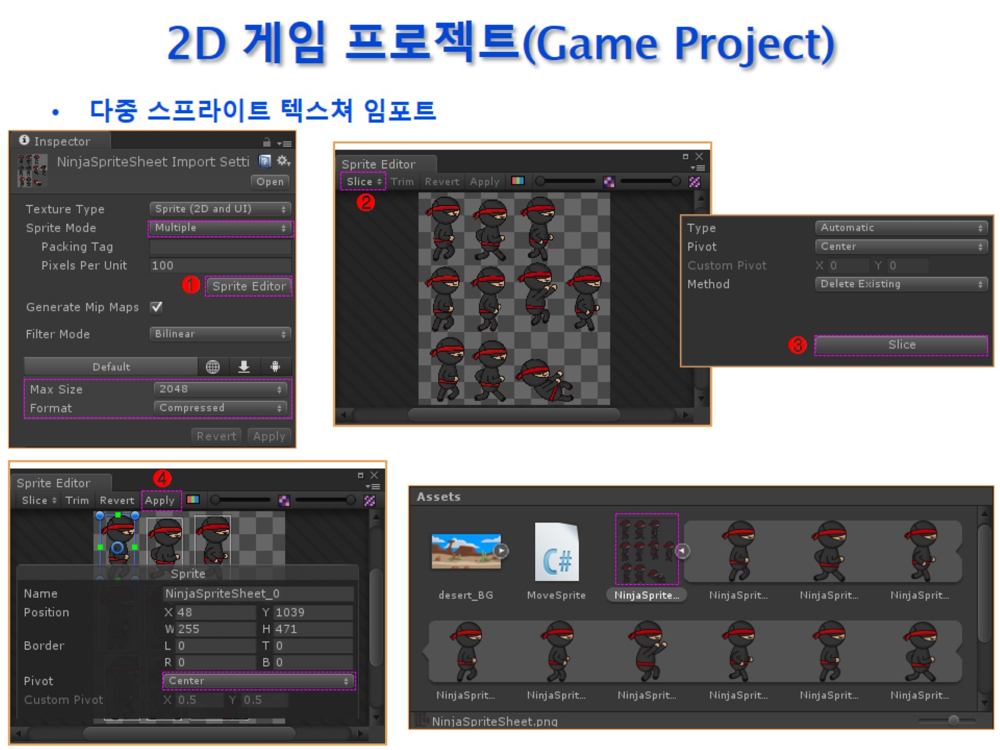 2D 게임 프로젝트(Game Project)
• 다중 스프라이트 텍스쳐 임포트
Inspector
NinjaSpriteSheet Import Setti
Open
Texture Type Sprite (2D and UI)
Sprite Mode Multiple
Packing Tag
Pixels Per Unit 100
1 Sprite Editor
Generate Mip Maps
Filter Mode Bilinear
Default
Max Size 2048
Format Compressed
Revert Apply
Sprite Editor
Slice Trim Revert Apply
2
Type Automatic
Pivot Center
Custom Pivot X 0 Y 0
Method Delete Existing
3 Slice
4
Sprite Editor
Slice Trim Revert Apply
Sprite
Name NinjaSpriteSheet_0
Position X 48 Y 1039
W 255 H 471
Border L 0 T 0
R 0 B 0
Pivot Center
Custom Pivot X 0.5 Y 0.5
Assets
C#
desert_BG MoveSprite NinjaSprite... NinjaSprit... NinjaSprit... NinjaSprit...
NinjaSprit... NinjaSprit... NinjaSprit... NinjaSprit... NinjaSprit... NinjaSprit...
NinjaSpriteSheet.png